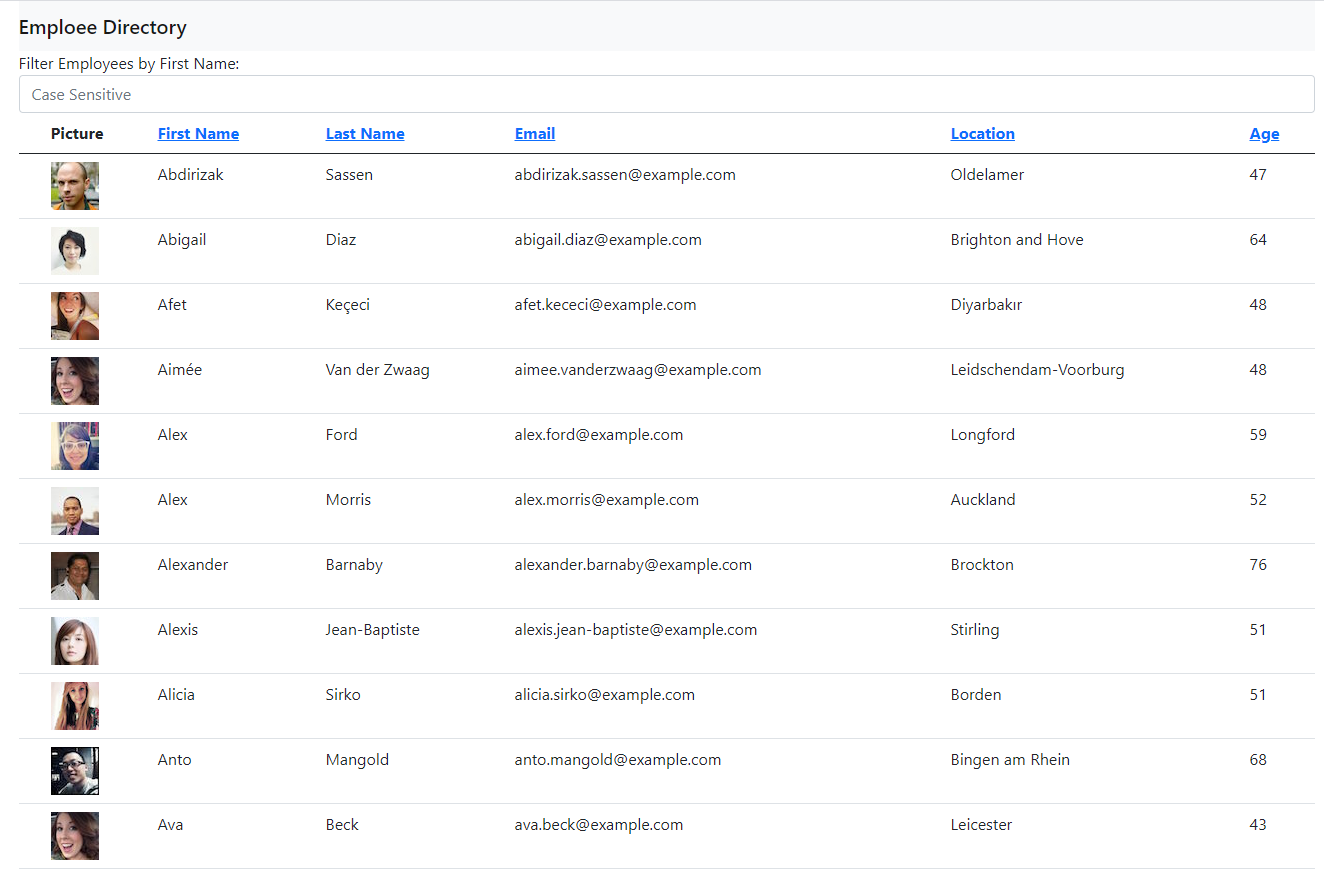 Emploee Directory
Filter Employees by First Name:
Case Sensitive
Picture First Name Last Name Email Location Age
Abdirizak Sassen abdirizak.sassen@example.com Oldelamer 47
Abigail Diaz abigail.diaz@example.com Brighton and Hove 64
Afet Keçeci afet.kececi@example.com Diyarbakır 48
Aimée Van der Zwaag aimee.vanderzwaag@example.com Leidschendam-Voorburg 48
Alex Ford alex.ford@example.com Longford 59
Alex Morris alex.morris@example.com Auckland 52
Alexander Barnaby alexander.barnaby@example.com Brockton 76
Alexis Jean-Baptiste alexis.jean-baptiste@example.com Stirling 51
Alicia Sirko alicia.sirko@example.com Borden 51
Anto Mangold anto.mangold@example.com Bingen am Rhein 68
Ava Beck ava.beck@example.com Leicester 43